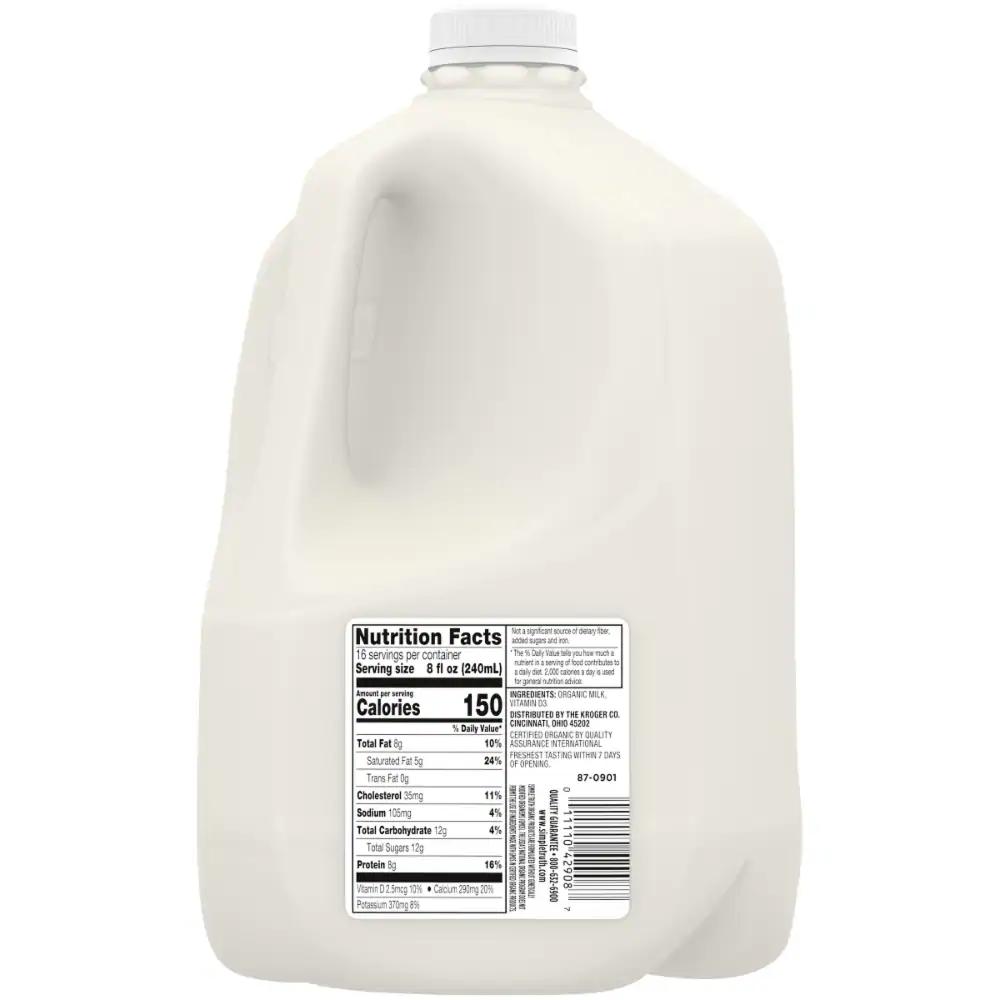 Nutrition Facts
16 servings per container
Serving size 8 fl oz (240mL)
Amount per serving
Calories 150
% Daily Value*
Total Fat 8g 10%
Saturated Fat 5g 24%
Trans Fat 0g
Cholesterol 35mg 11%
Sodium 105mg 4%
Total Carbohydrate 12g 4%
Total Sugars 12g
Protein 8g 16%
Vitamin D 2.5mcg 10% • Calcium 290mg 20%
Potassium 370mg 8%
Not a significant source of dietary fiber,
added sugars and iron.
*The % Daily Value tells you how much a
nutrient in a serving of food contributes to
a daily diet. 2,000 calories a day is used
for general nutrition advice.
INGREDIENTS: ORGANIC MILK,
VITAMIN D3.
DISTRIBUTED BY THE KROGER CO.
CINCINNATI, OHIO 45202
CERTIFIED ORGANIC BY QUALITY
ASSURANCE INTERNATIONAL
FRESHEST TASTING WITHIN 7 DAYS
OF OPENING.
87-0901
QUALITY GUARANTEE • 800-632-6900
www.simpletruth.com
0 11110 42908 7